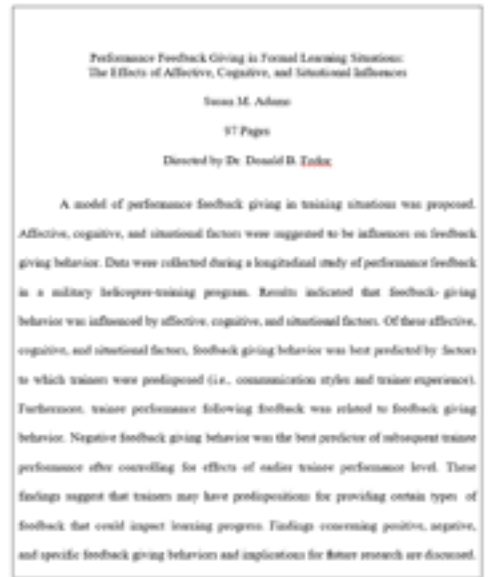 Performance Feedback Giving in Formal Learning Situations:
The Effects of Affective, Cognitive, and Situational Influences
Susan M. Adams
97 Pages
Directed by Dr. Donald B. Fedor
A model of performance feedback giving in training situations was proposed.
Affective, cognitive, and situational factors were suggested to be influences on feedback
giving behavior. Data were collected during a longitudinal study of performance feedback
in a military helicopter-training program. Results indicated that feedback- giving
behavior was influenced by affective, cognitive, and situational factors. Of these affective,
cognitive, and situational factors, feedback giving behavior was best predicted by factors
to which trainers were predisposed (i.e., communication styles and trainer experience).
Furthermore, trainee performance following feedback was related to feedback giving
behavior. Negative feedback giving behavior was the best predictor of subsequent trainee
performance after controlling for effects of earlier trainee performance level. These
findings suggest that trainers may have predispositions for providing certain types of
feedback that could impact learning progress. Findings concerning positive, negative,
and specific feedback giving behaviors and implications for future research are discussed.